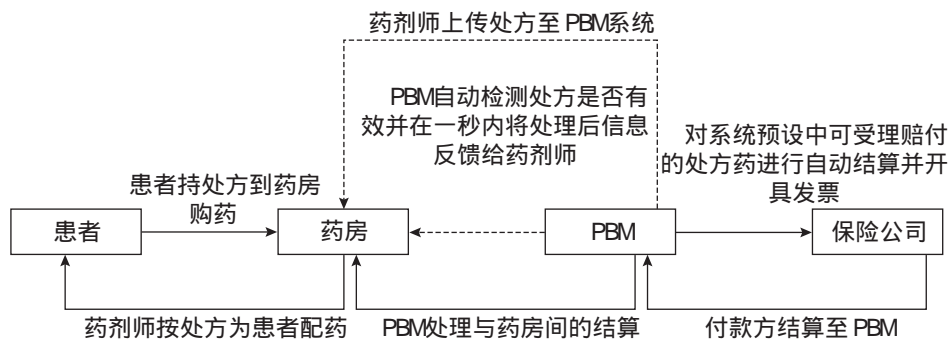 药剂师上传处方至 PBM系统
PBM自动检测处方是否有
效并在一秒内将处理后信息
反馈给药剂师
对系统预设中可受理赔付
的处方药进行自动结算并开
具发票
患者持处方到药房
购药
患者
药房
PBM
保险公司
药剂师按处方为患者配药
PBM处理与药房间的结算
付款方结算至 PBM